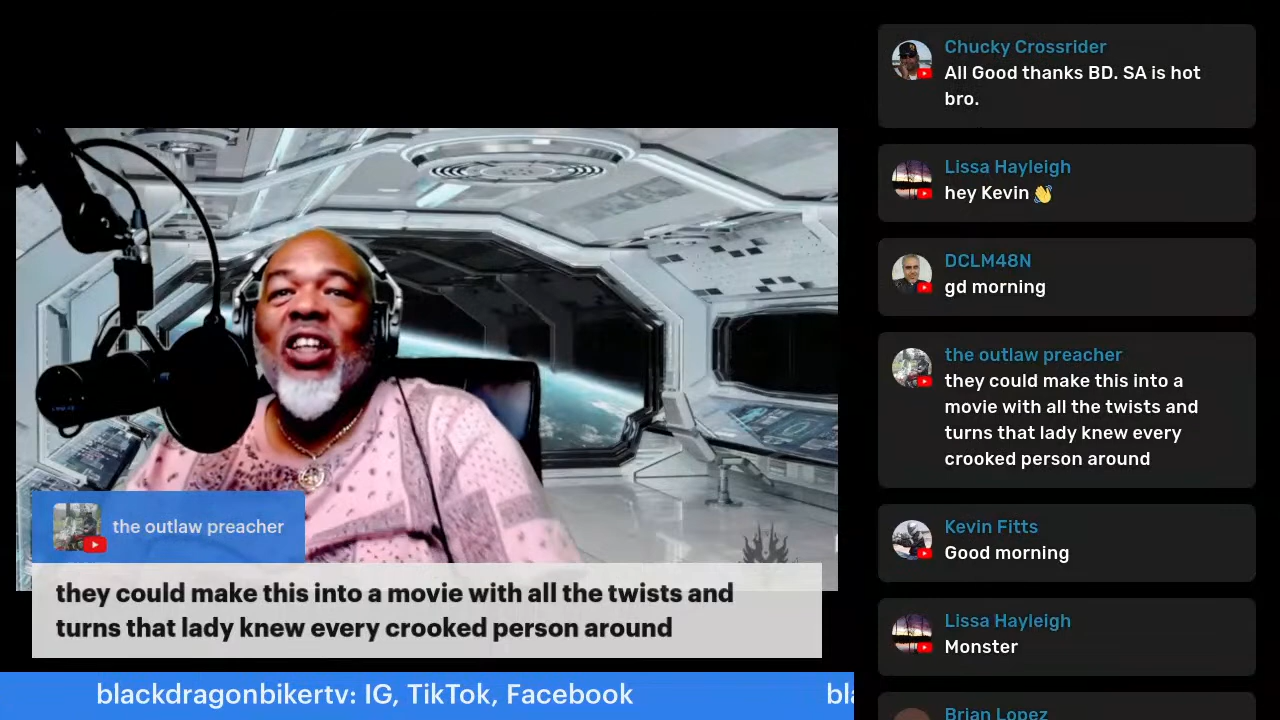 the outlaw preacher
they could make this into a movie with all the twists and
turns that lady knew every crooked person around
blackdragonbikertv: IG, TikTok, Facebook
bla
Chucky Crossrider
All Good thanks BD. SA is hot
bro.
Lissa Hayleigh
hey Kevin 👋
DCLM48N
gd morning
the outlaw preacher
they could make this into a
movie with all the twists and
turns that lady knew every
crooked person around
Kevin Fitts
Good morning
Lissa Hayleigh
Monster
Brian Lopez